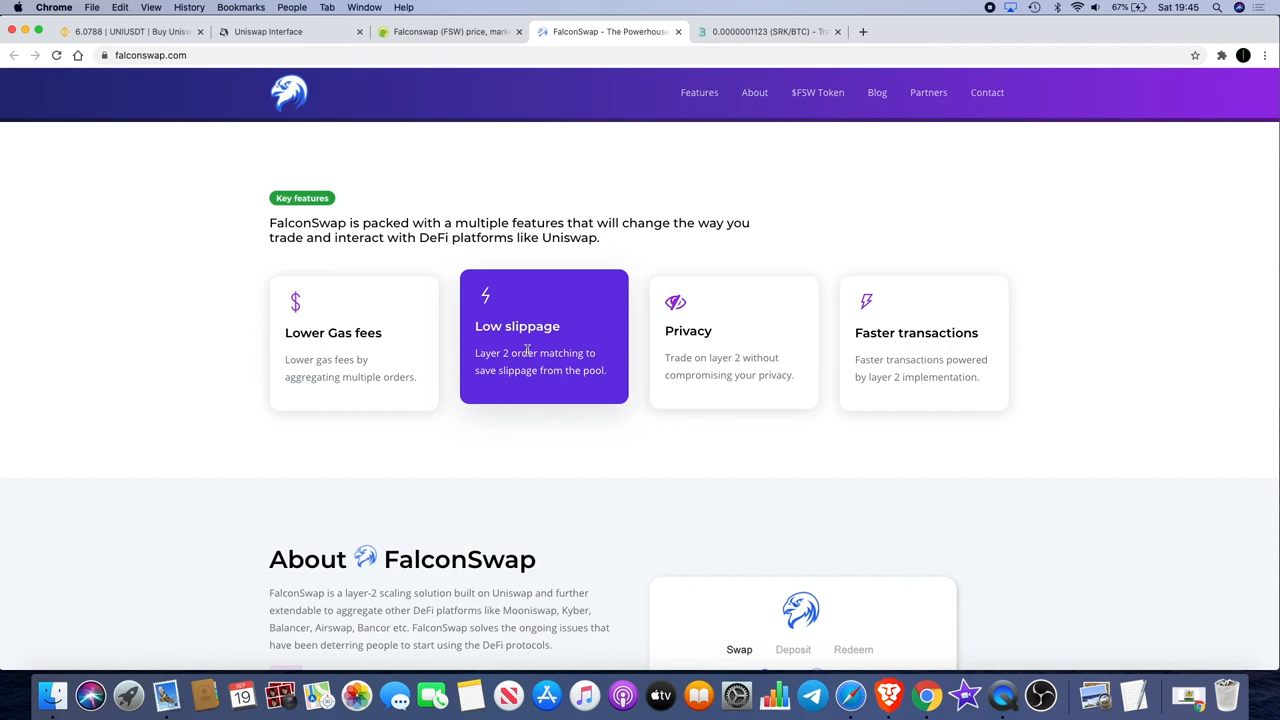 Chrome File Edit View History Bookmarks People Tab Window Help 67% Sat 19:45
6.0788 | UNIUSDT | Buy Unisw
Uniswap Interface
Falconswap (FSW) price, mark
FalconSwap - The Powerhouse
0.0000001123 (SRK/BTC) - Tra
falconswap.com
Features About $FSW Token Blog Partners Contact
Key features
FalconSwap is packed with a multiple features that will change the way you
trade and interact with DeFi platforms like Uniswap.
Lower Gas fees
Lower gas fees by
aggregating multiple orders.
Low slippage
Layer 2 order matching to
save slippage from the pool.
Privacy
Trade on layer 2 without
compromising your privacy.
Faster transactions
Faster transactions powered
by layer 2 implementation.
About FalconSwap
FalconSwap is a layer-2 scaling solution built on Uniswap and further
extendable to aggregate other DeFi platforms like Mooniswap, Kyber,
Balancer, Airswap, Bancor etc. FalconSwap solves the ongoing issues that
have been deterring people to start using the DeFi protocols.
Swap Deposit Redeem
SEP
19
tv